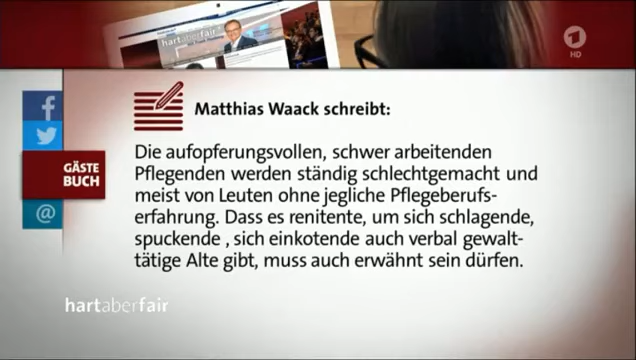 hartaberfair
HD
Matthias Waack schreibt:
Die aufopferungsvollen, schwer arbeitenden
Pflegenden werden ständig schlechtgemacht und
meist von Leuten ohne jegliche Pflegeberufs-
erfahrung. Dass es renitente, um sich schlagende,
spuckende , sich einkotende auch verbal gewalt-
tätige Alte gibt, muss auch erwähnt sein dürfen.
f
GÄSTE
BUCH
@
hartaberfair